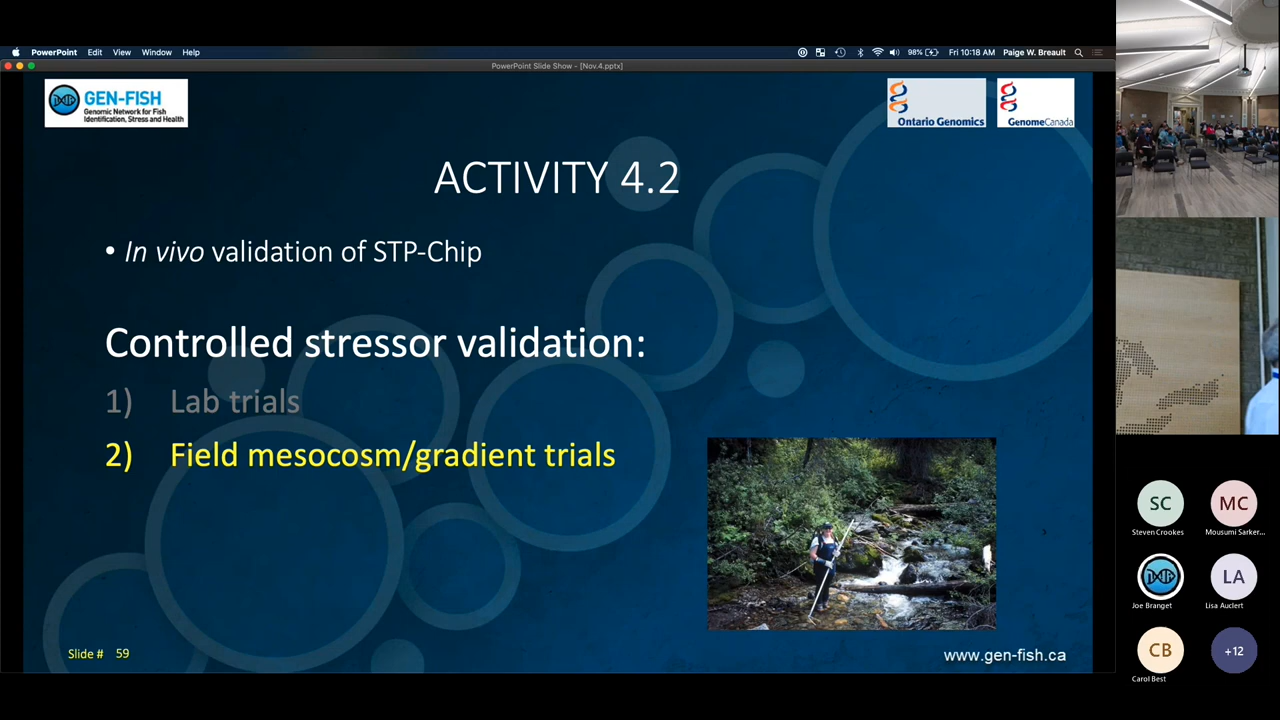 PowerPoint Edit View Window Help
98% Fri 10:18 AM Paige W. Breault
PowerPoint Slide Show - [Nov.4.pptx]
GEN-FISH
Genomic Network for Fish
Identification, Stress and Health
Ontario Genomics
GenomeCanada
ACTIVITY 4.2
• In vivo validation of STP-Chip
Controlled stressor validation:
1) Lab trials
2) Field mesocosm/gradient trials
Slide # 59
www.gen-fish.ca
SC
Steven Crookes
MC
Mousumi Sarker...
Joe Branget
LA
Lisa Auclert
CB
Carol Best
+12